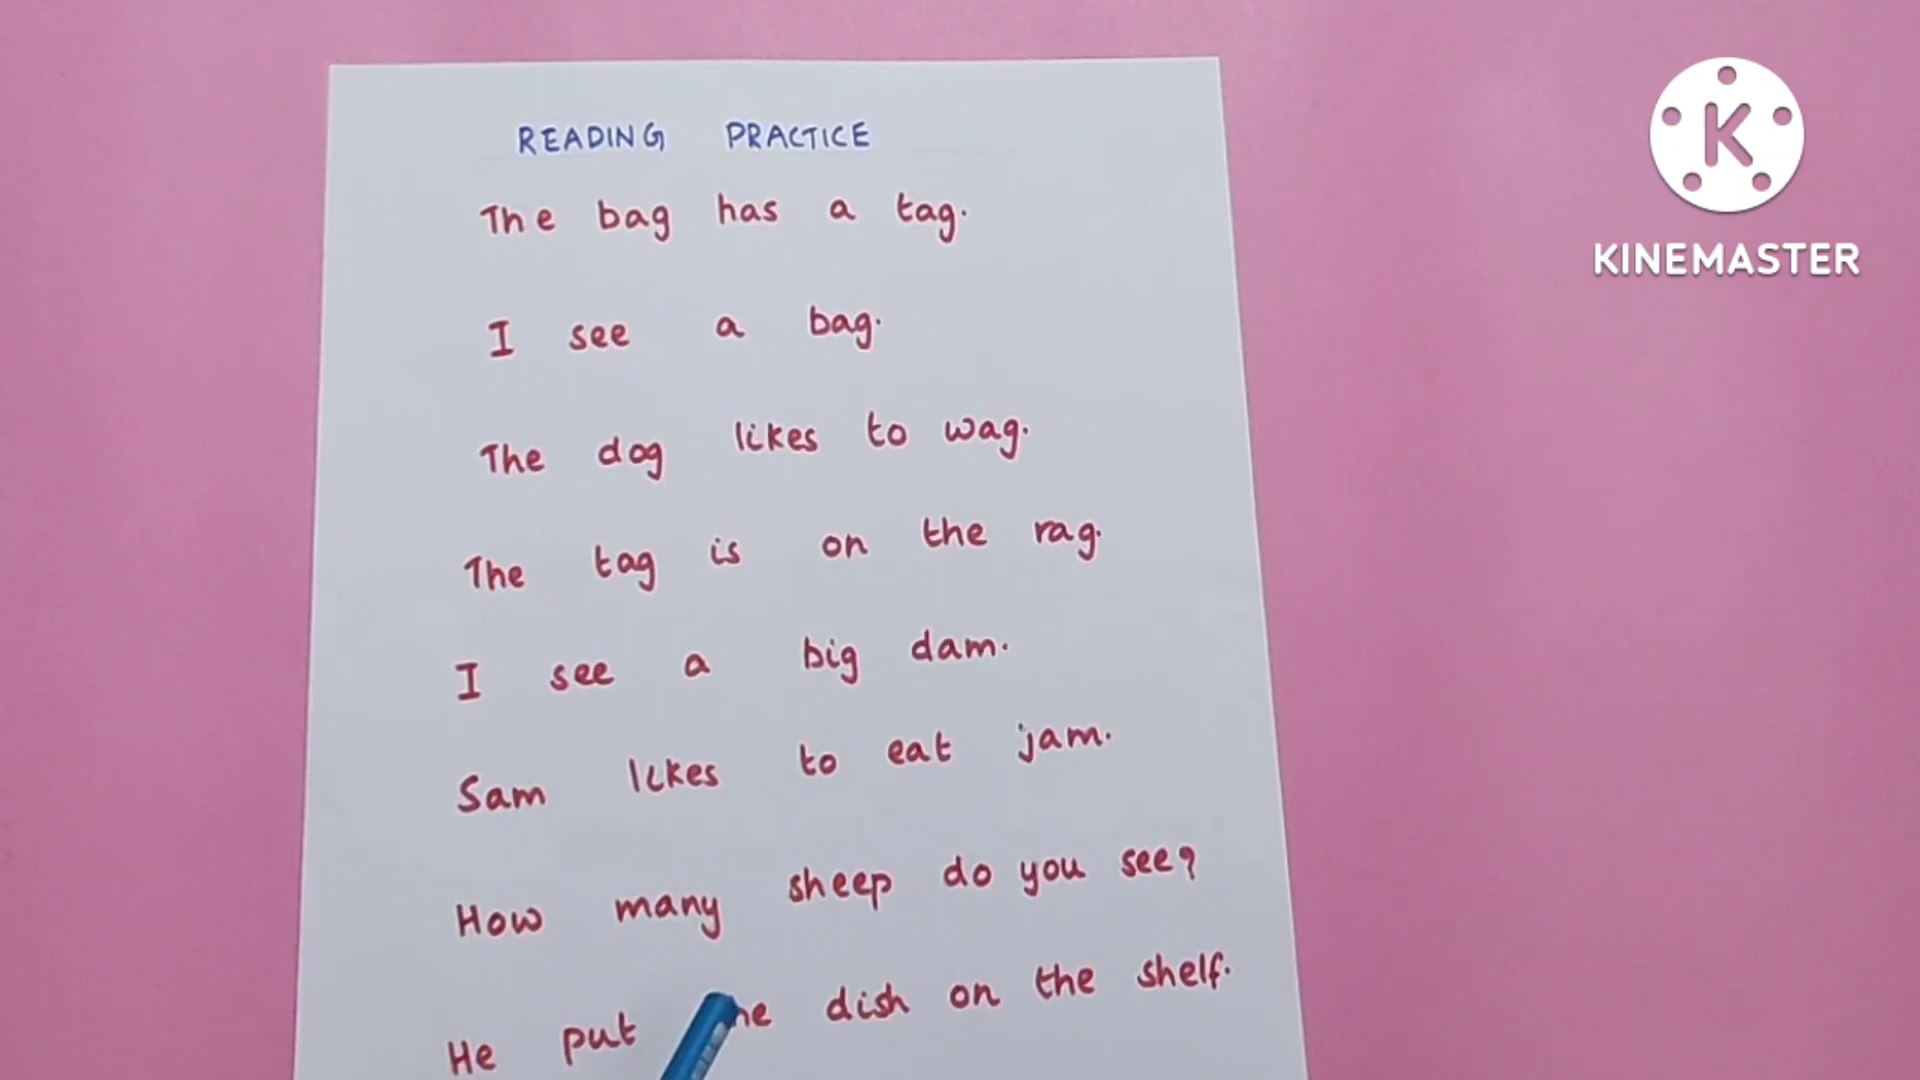 READING PRACTICE
The bag has a tag.
I see a bag.
The dog likes to wag.
The tag is on the rag.
I see a big dam.
Sam likes to eat jam.
How many sheep do you see?
He put he dish on the shelf.
K
KINEMASTER